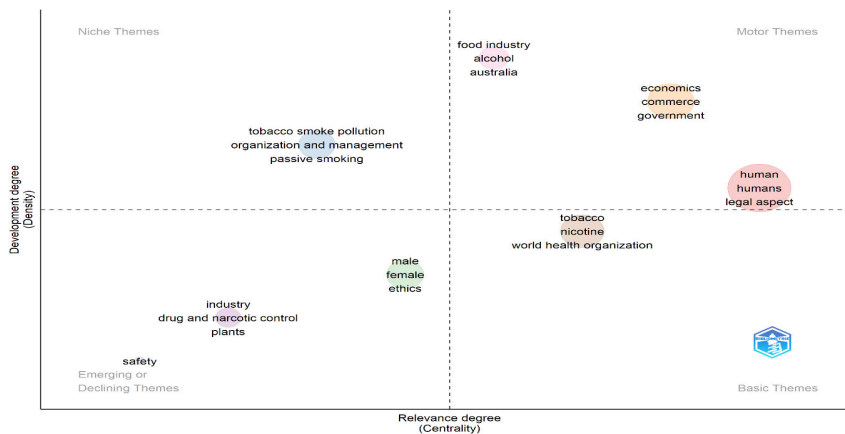 Niche Themes
Motor Themes
food industry
alcohol
australia
economics
commerce
government
tobacco smoke pollution
organization and management
passive smoking
human
humans
legal aspect
Development degree
(Density)
tobacco
nicotine
world health organization
male
female
ethics
industry
drug and narcotic control
plants
safety
Emerging or
Declining Themes
Basic Themes
Relevance degree
(Centrality)